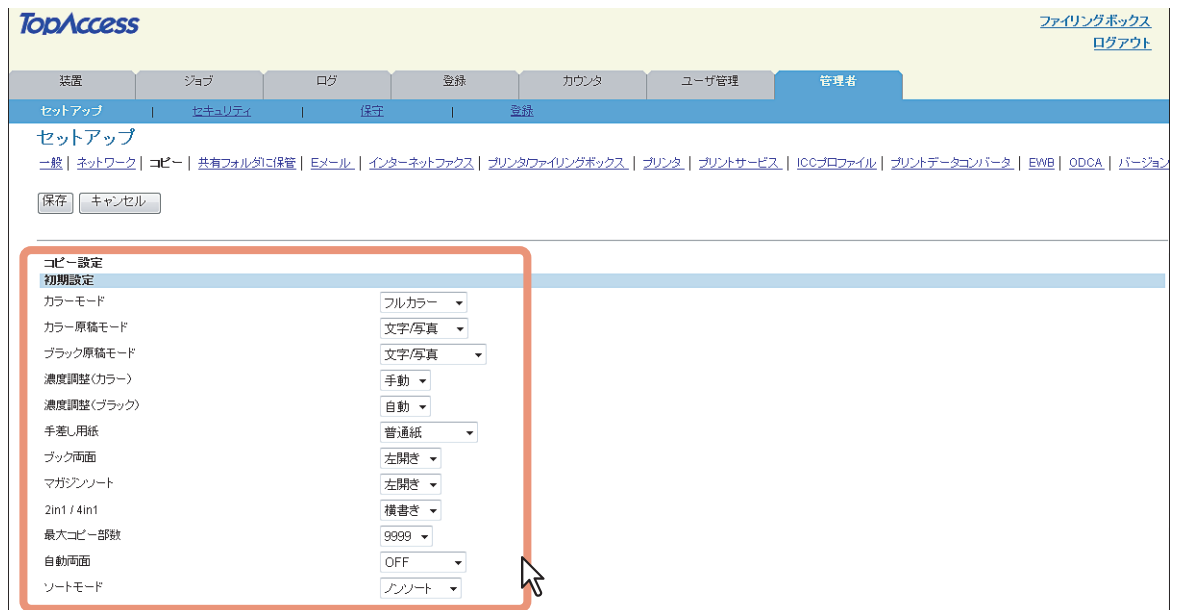 TopAccess
ファイリングボックス
ログアウト
装置 ジョブ ログ 登録 カウンタ ユーザ管理 管理者
セットアップ | セキュリティ | 保守 | 登録
セットアップ
一般 | ネットワーク | コピー | 共有フォルダに保管 | Eメール | インターネットファクス | プリンタ/ファイリングボックス | プリンタ | プリントサービス | ICCプロファイル | プリントデータコンバータ | EWB | ODCA | バージョン
保存 キャンセル
コピー設定
初期設定
カラーモード フルカラー
カラー原稿モード 文字/写真
ブラック原稿モード 文字/写真
濃度調整(カラー) 手動
濃度調整(ブラック) 自動
手差し用紙 普通紙
ブック両面 左開き
マガジンソート 左開き
2in1 / 4in1 横書き
最大コピー部数 9999
自動両面 OFF
ソートモード ノンソート